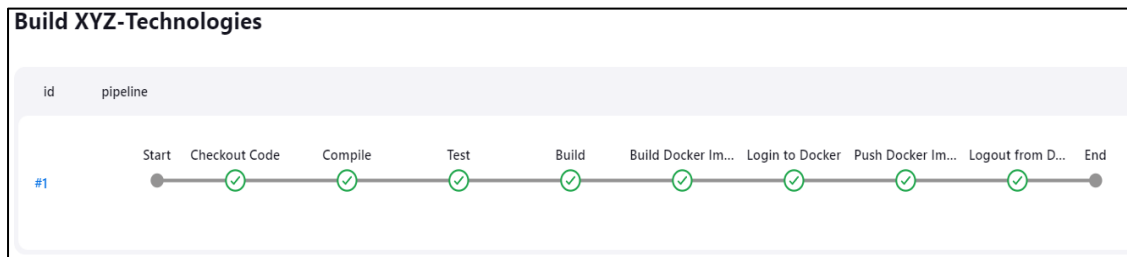 Build XYZ-Technologies
id pipeline
Start Checkout Code Compile Test Build Build Docker Im... Login to Docker Push Docker Im... Logout from D... End
#1